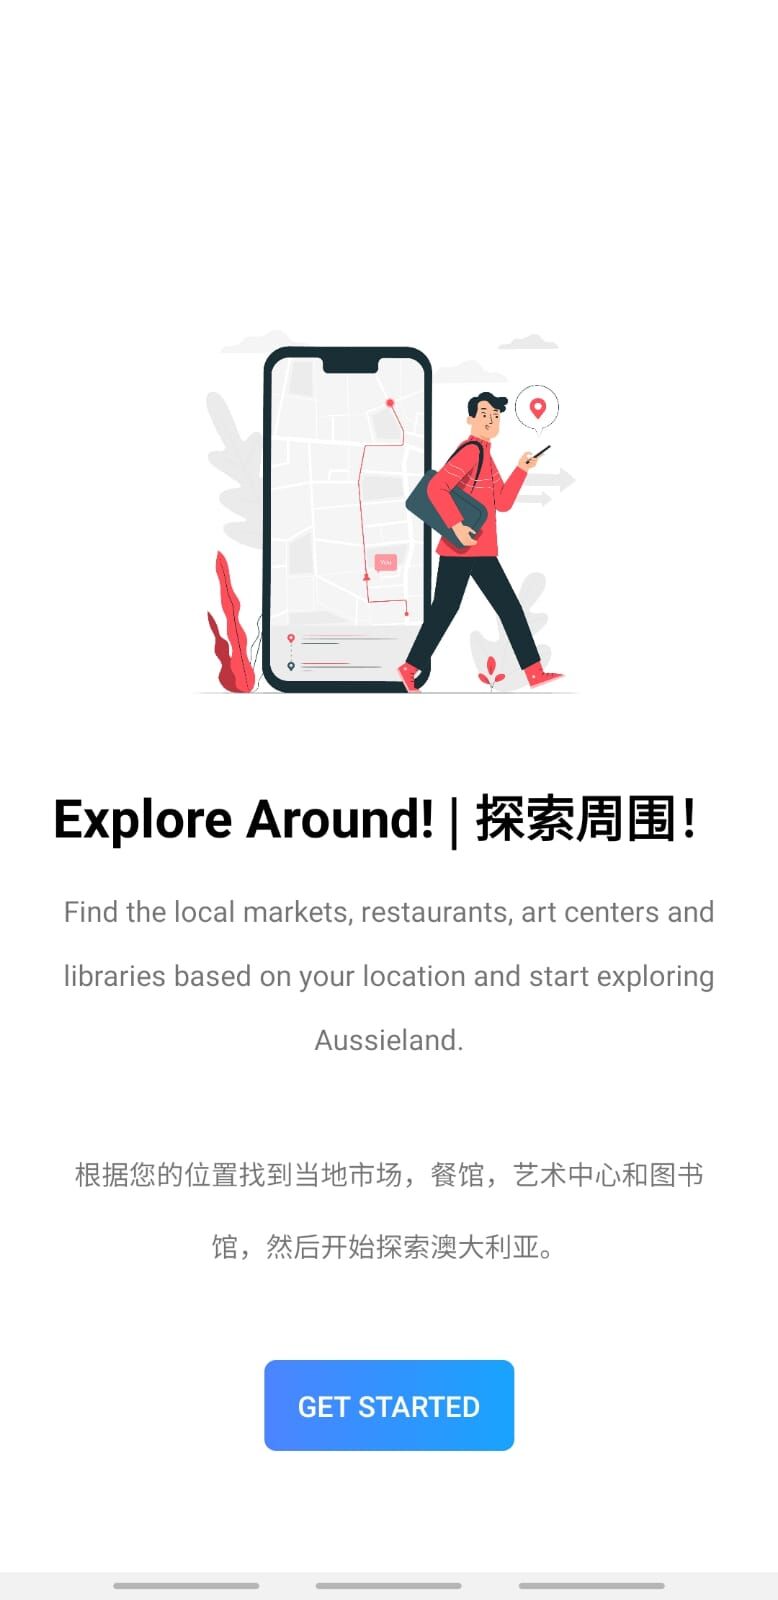 You
Explore Around! | 探索周围！
Find the local markets, restaurants, art centers and
libraries based on your location and start exploring
Aussieland.
根据您的位置找到当地市场，餐馆，艺术中心和图书
馆，然后开始探索澳大利亚。
GET STARTED